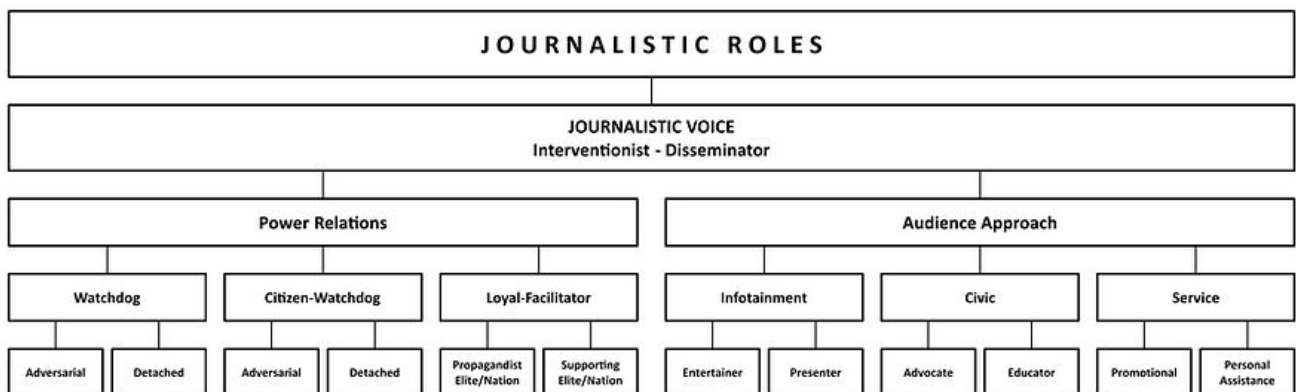 JOURNALISTIC ROLES
JOURNALISTIC VOICE
Interventionist - Disseminator
Power Relations
Audience Approach
Watchdog
Citizen-Watchdog
Loyal-Facilitator
Infotainment
Civic
Service
Adversarial
Detached
Adversarial
Detached
Propagandist
Elite/Nation
Supporting
Elite/Nation
Entertainer
Presenter
Advocate
Educator
Promotional
Personal
Assistance